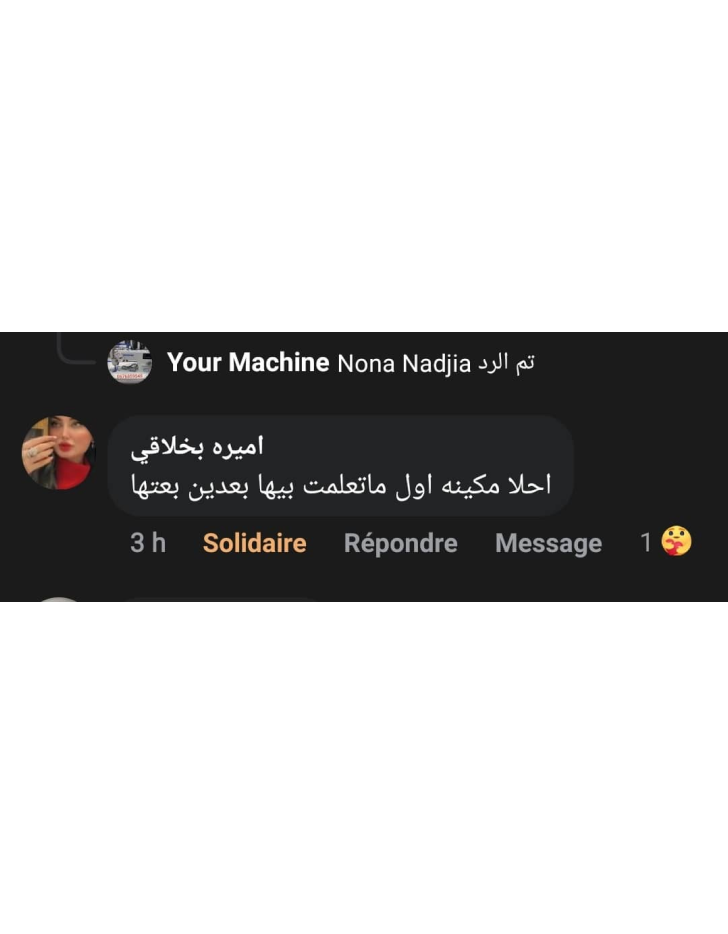 Your Machine Nona Nadjia تم الرد
اميره بخلاقي
احلا مكينه اول ماتعلمت بيها بعدين بعتها
3 h Solidaire Répondre Message 1